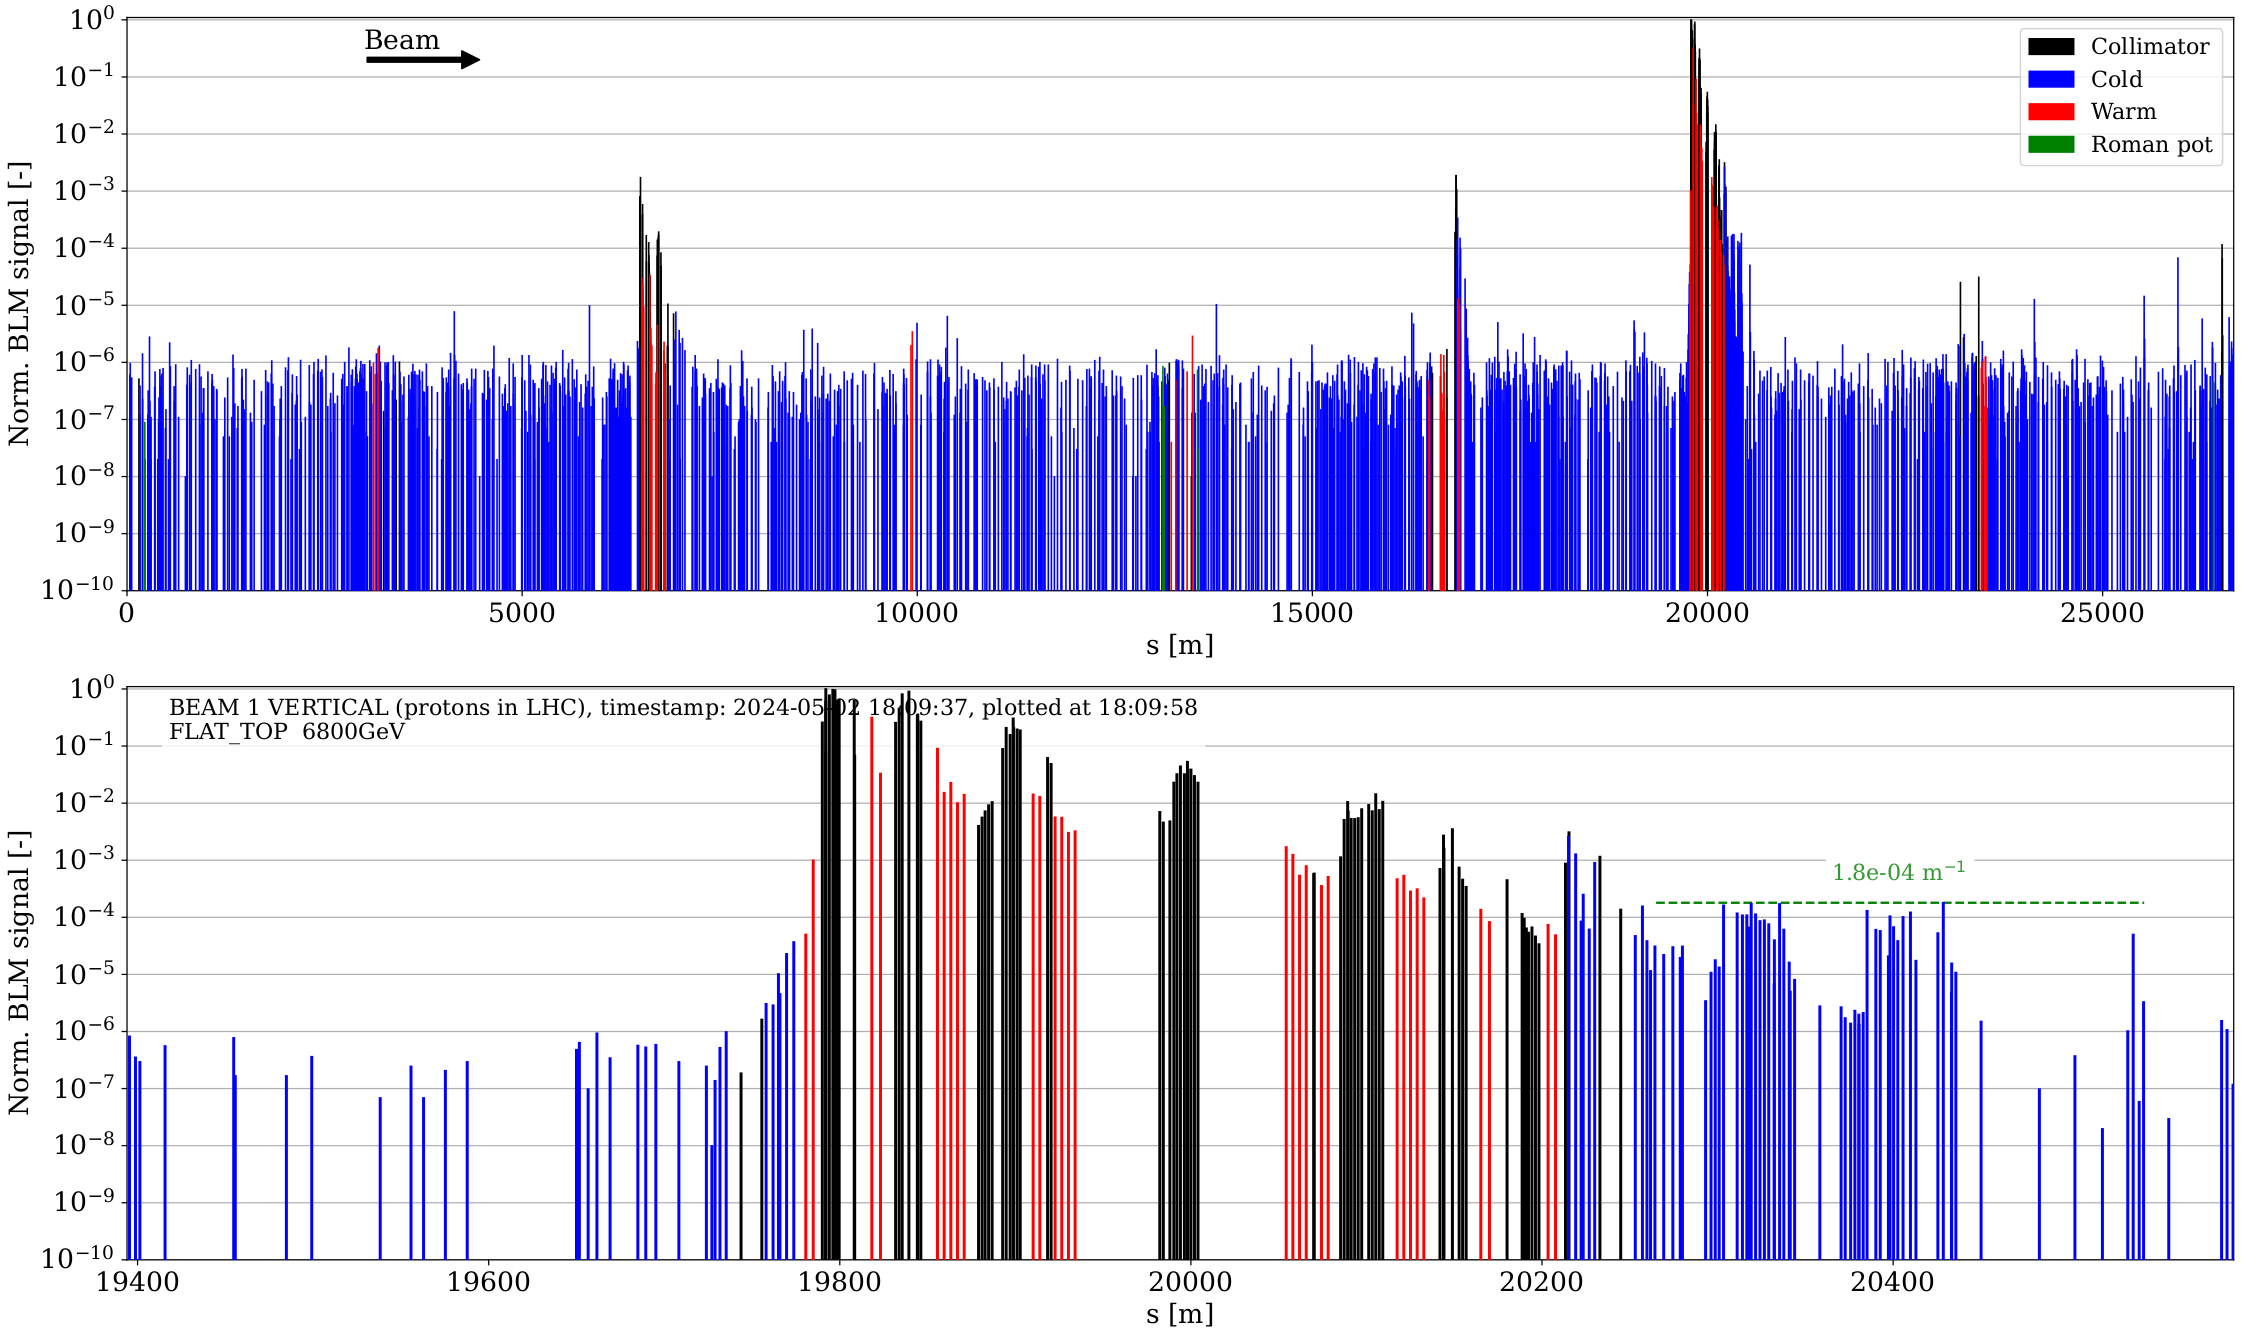 10⁰
10⁻¹
10⁻²
10⁻³
10⁻⁴
10⁻⁵
10⁻⁶
10⁻⁷
10⁻⁸
10⁻⁹
10⁻¹⁰
Norm. BLM signal [-]
Beam
Collimator
Cold
Warm
Roman pot
0 5000 10000 15000 20000 25000
s [m]
10⁰
10⁻¹
10⁻²
10⁻³
10⁻⁴
10⁻⁵
10⁻⁶
10⁻⁷
10⁻⁸
10⁻⁹
10⁻¹⁰
Norm. BLM signal [-]
BEAM 1 VERTICAL (protons in LHC), timestamp: 2024-05-02 18:09:37, plotted at 18:09:58
FLAT_TOP 6800GeV
1.8e-04 m⁻¹
19400 19600 19800 20000 20200 20400
s [m]